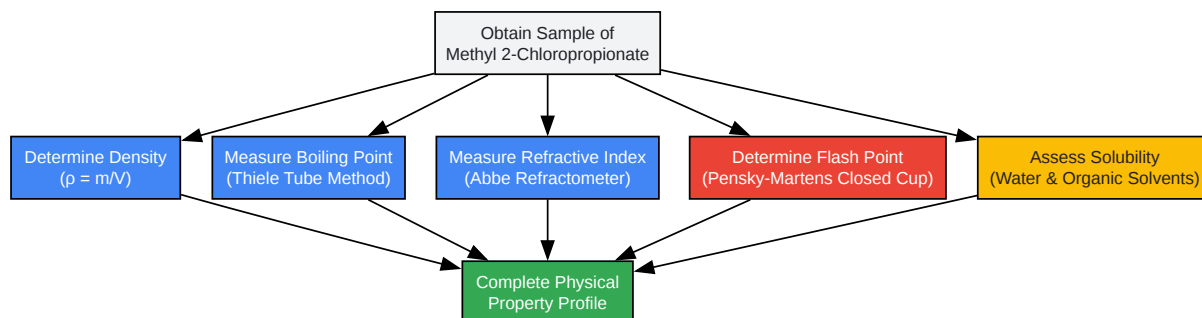 Obtain Sample of
Methyl 2-Chloropropionate
Determine Density
(ρ = m/V)
Measure Boiling Point
(Thiele Tube Method)
Measure Refractive Index
(Abbe Refractometer)
Determine Flash Point
(Pensky-Martens Closed Cup)
Assess Solubility
(Water & Organic Solvents)
Complete Physical
Property Profile